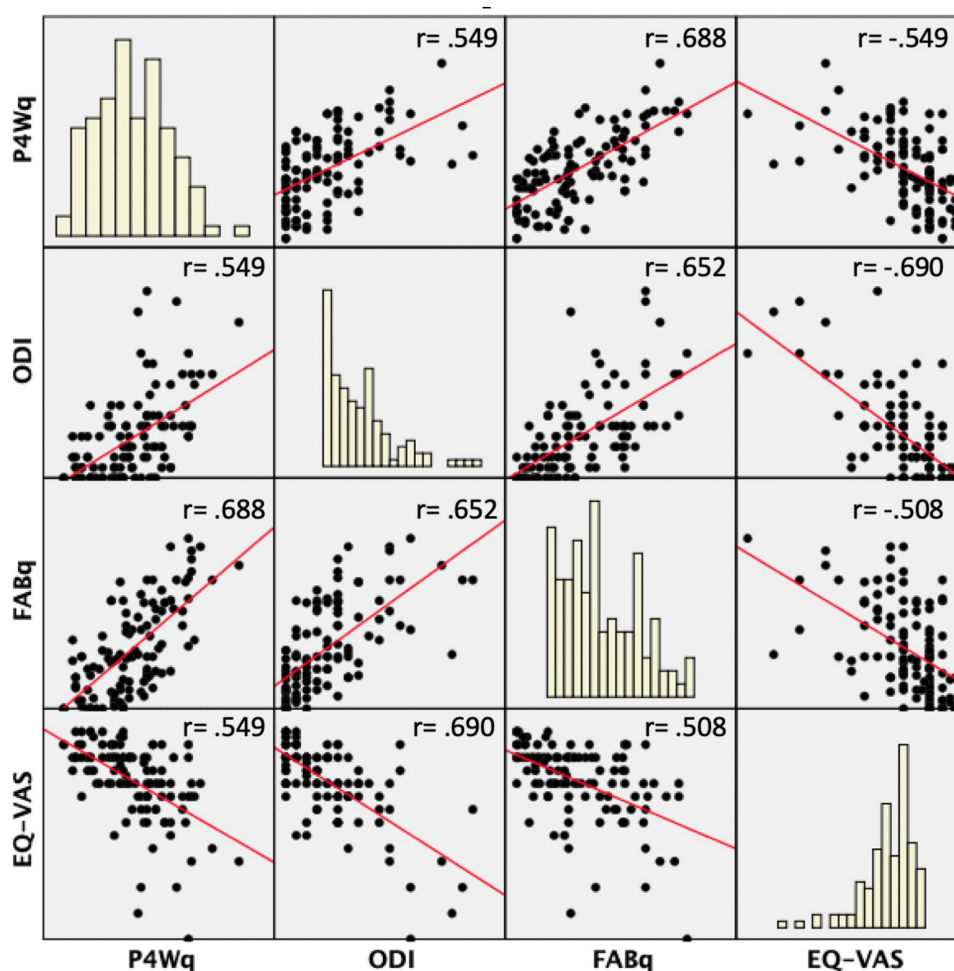 r= .549
r= .688
r= -.549
P4Wq
r= .549
r= .652
r= -.690
ODI
r= .688
r= .652
r= -.508
FABq
r= .549
r= .690
r= .508
EQ-VAS
P4Wq
ODI
FABq
EQ-VAS